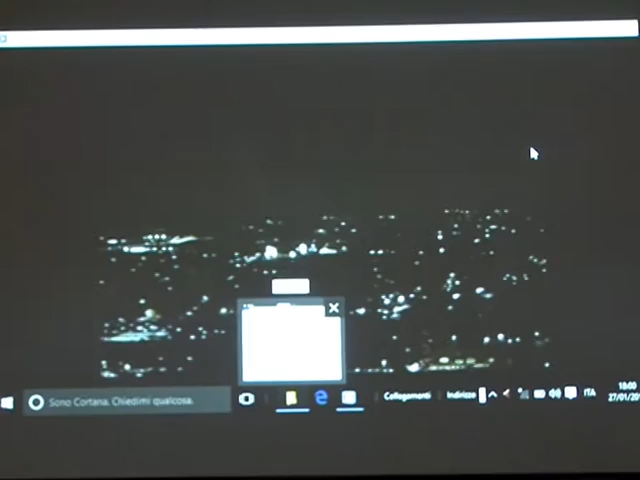 Sono Cortana. Chiedimi qualcosa.
Collegamenti
Indirizzo
ITA
18:00
27/01/20